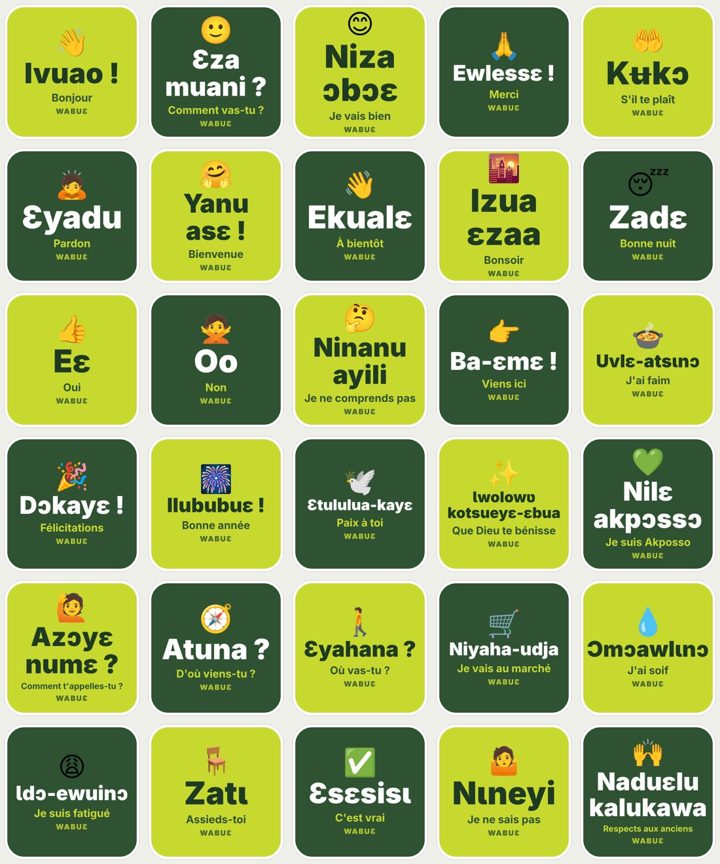 Ivuao !
Bonjour
WABUƐ
Ɛza
muani ?
Comment vas-tu ?
WABUƐ
Niza
ɔbɔɛ
Je vais bien
WABUƐ
Ewlessɛ !
Merci
WABUƐ
Kʉkɔ
S'il te plaît
WABUƐ
Ɛyadu
Pardon
WABUƐ
Yanu
asɛ !
Bienvenue
WABUƐ
Ekualɛ
À bientôt
WABUƐ
Izua
ɛzaa
Bonsoir
WABUƐ
Zadɛ
Bonne nuit
WABUƐ
Eɛ
Oui
WABUƐ
Oo
Non
WABUƐ
Ninanu
ayili
Je ne comprends pas
WABUƐ
Ba-ɛmɛ !
Viens ici
WABUƐ
Uvlɛ-atsɩnɔ
J'ai faim
WABUƐ
Dɔkayɛ !
Félicitations
WABUƐ
Ilububuɛ !
Bonne année
WABUƐ
Ɛtululua-kayɛ
Paix à toi
WABUƐ
Ɩwolowʋ
kotsueyɛ-ɛbua
Que Dieu te bénisse
WABUƐ
Nilɛ
akpɔssɔ
Je suis Akposso
WABUƐ
Azɔyɛ
numɛ ?
Comment t'appelles-tu ?
WABUƐ
Atuna ?
D'où viens-tu ?
WABUƐ
Ɛyahana ?
Où vas-tu ?
WABUƐ
Niyaha-udja
Je vais au marché
WABUƐ
Ɔmɔawlɩnɔ
J'ai soif
WABUƐ
Ɩdɔ-ewuinɔ
Je suis fatigué
WABUƐ
Zatɩ
Assieds-toi
WABUƐ
Ɛsɛsisɩ
C'est vrai
WABUƐ
Nɩneyi
Je ne sais pas
WABUƐ
Naduɛlu
kalukawa
Respects aux anciens
WABUƐ